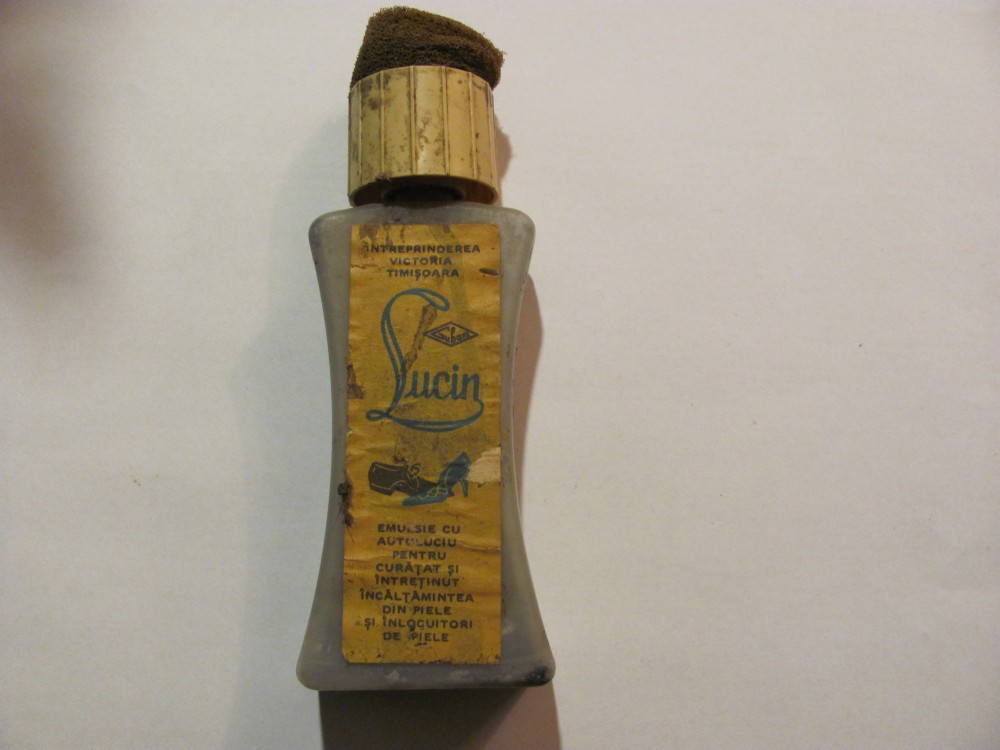 ÎNTREPRINDEREA
VICTORIA
TIMIȘOARA
Lucin
EMULSIE CU
AUTOLUCIU
PENTRU
CURĂȚAT ȘI
ÎNTREȚINUT
ÎNCĂLȚĂMINTEA
DIN PIELE
ȘI ÎNLOCUITORI
DE PIELE